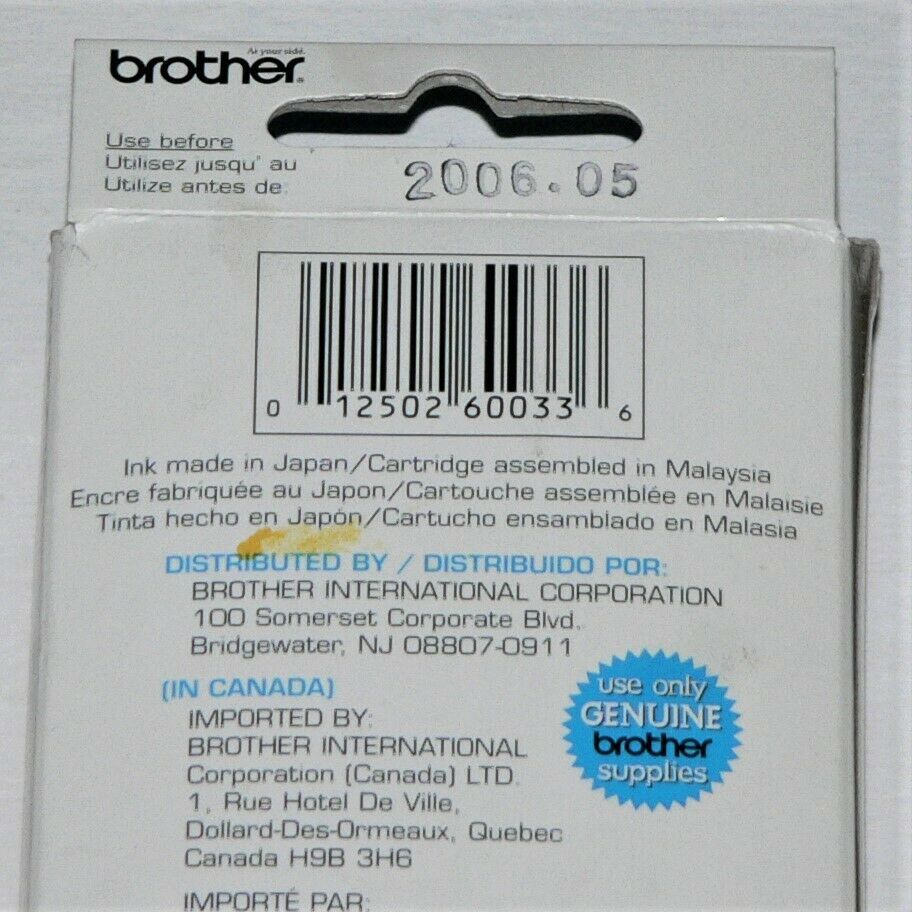 At your side.
brother®
Use before
Utilisez jusqu' au
Utilize antes de:
2006.05
0 12502 60033 6
Ink made in Japan/Cartridge assembled in Malaysia
Encre fabriquée au Japon/Cartouche assemblée en Malaisie
Tinta hecho en Japón/Cartucho ensamblado en Malasia
DISTRIBUTED BY / DISTRIBUIDO POR:
BROTHER INTERNATIONAL CORPORATION
100 Somerset Corporate Blvd.
Bridgewater, NJ 08807-0911
(IN CANADA)
IMPORTED BY:
BROTHER INTERNATIONAL
Corporation (Canada) LTD.
1, Rue Hotel De Ville,
Dollard-Des-Ormeaux, Quebec
Canada H9B 3H6
IMPORTÉ PAR:
use only
GENUINE
brother
supplies